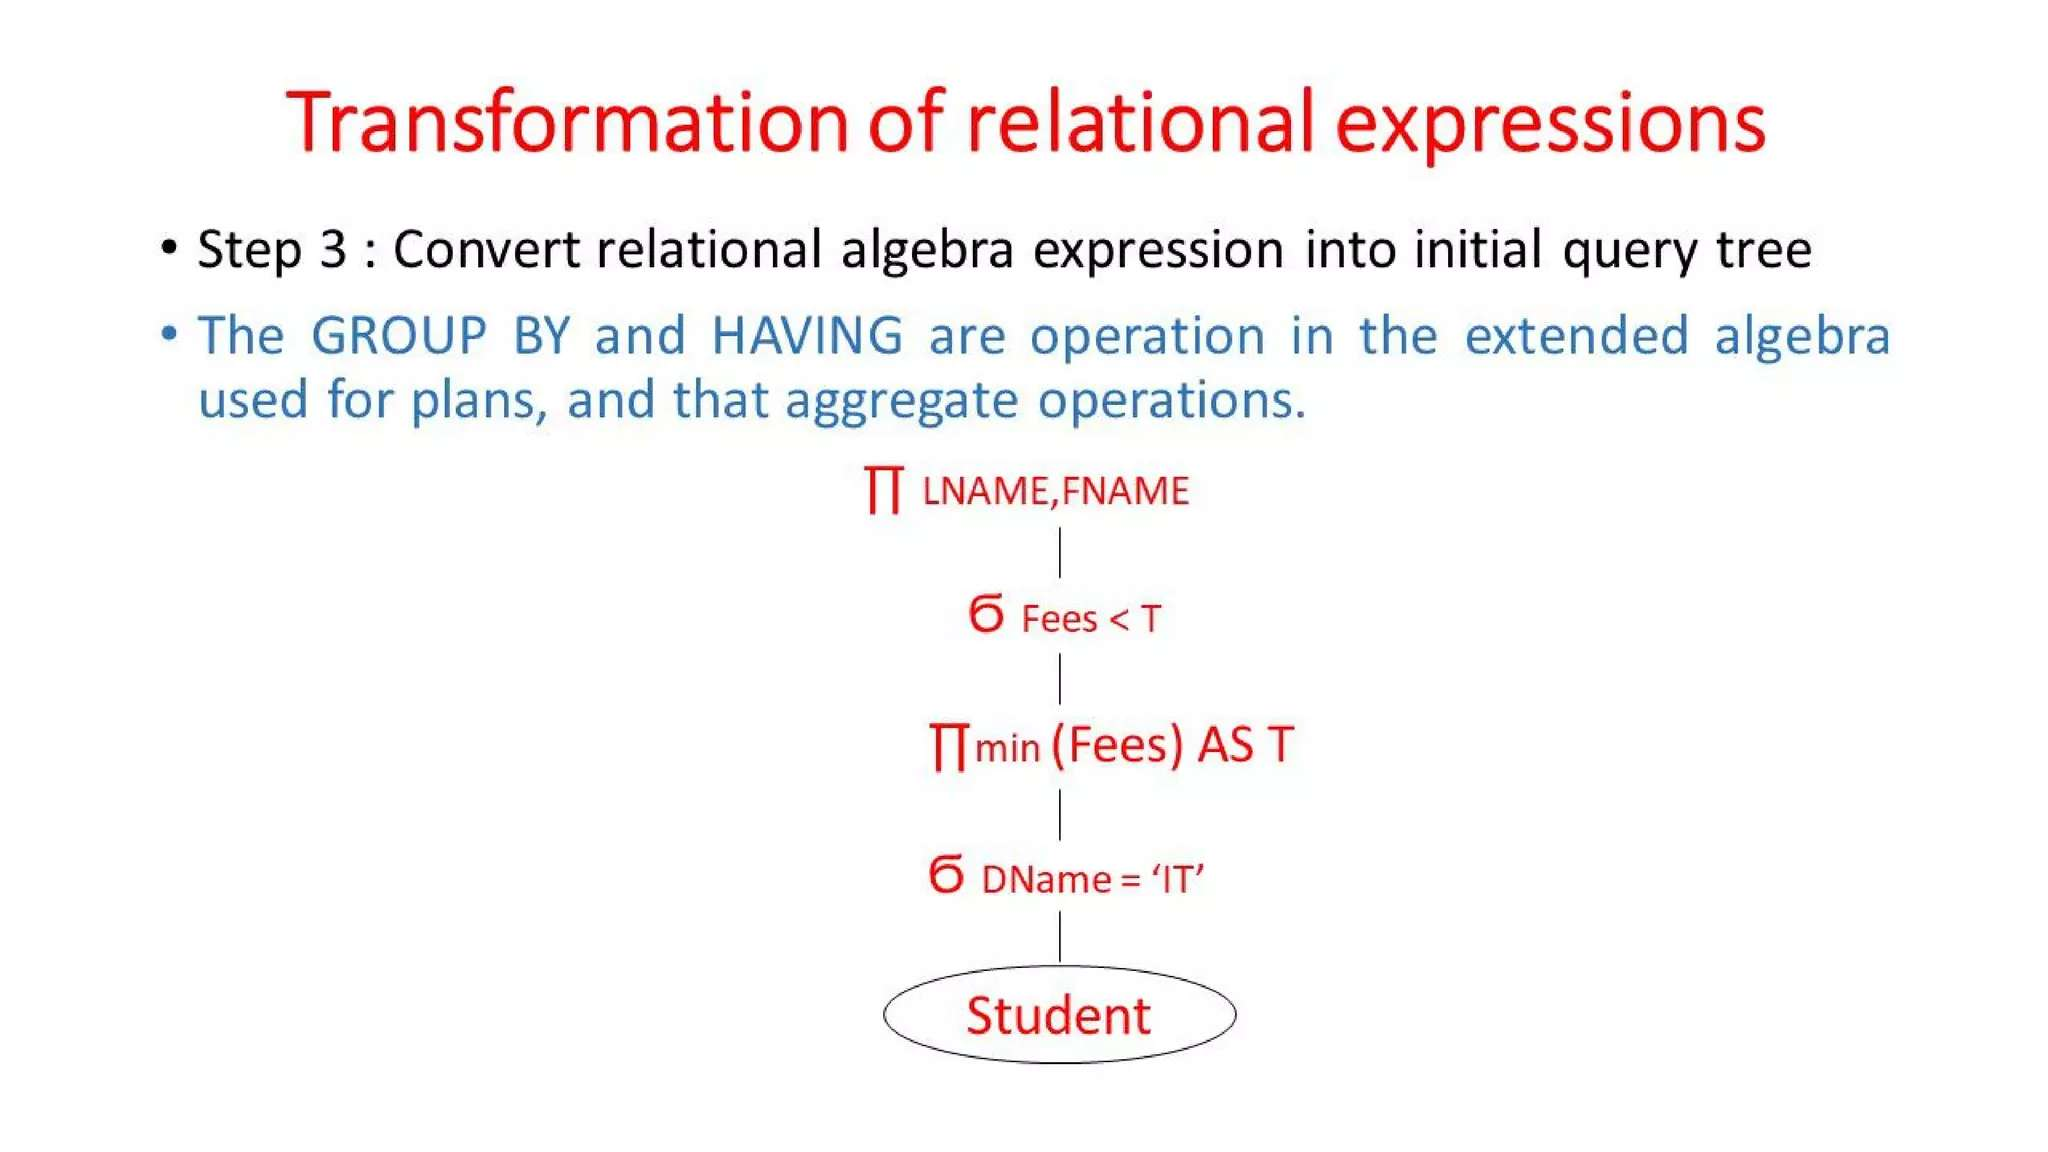 Transformation of relational expressions
• Step 3 : Convert relational algebra expression into initial query tree
• The GROUP BY and HAVING are operation in the extended algebra
used for plans, and that aggregate operations.
∏ LNAME,FNAME
Ϭ Fees < T
∏min (Fees) AS T
Ϭ DName = ‘IT’
Student